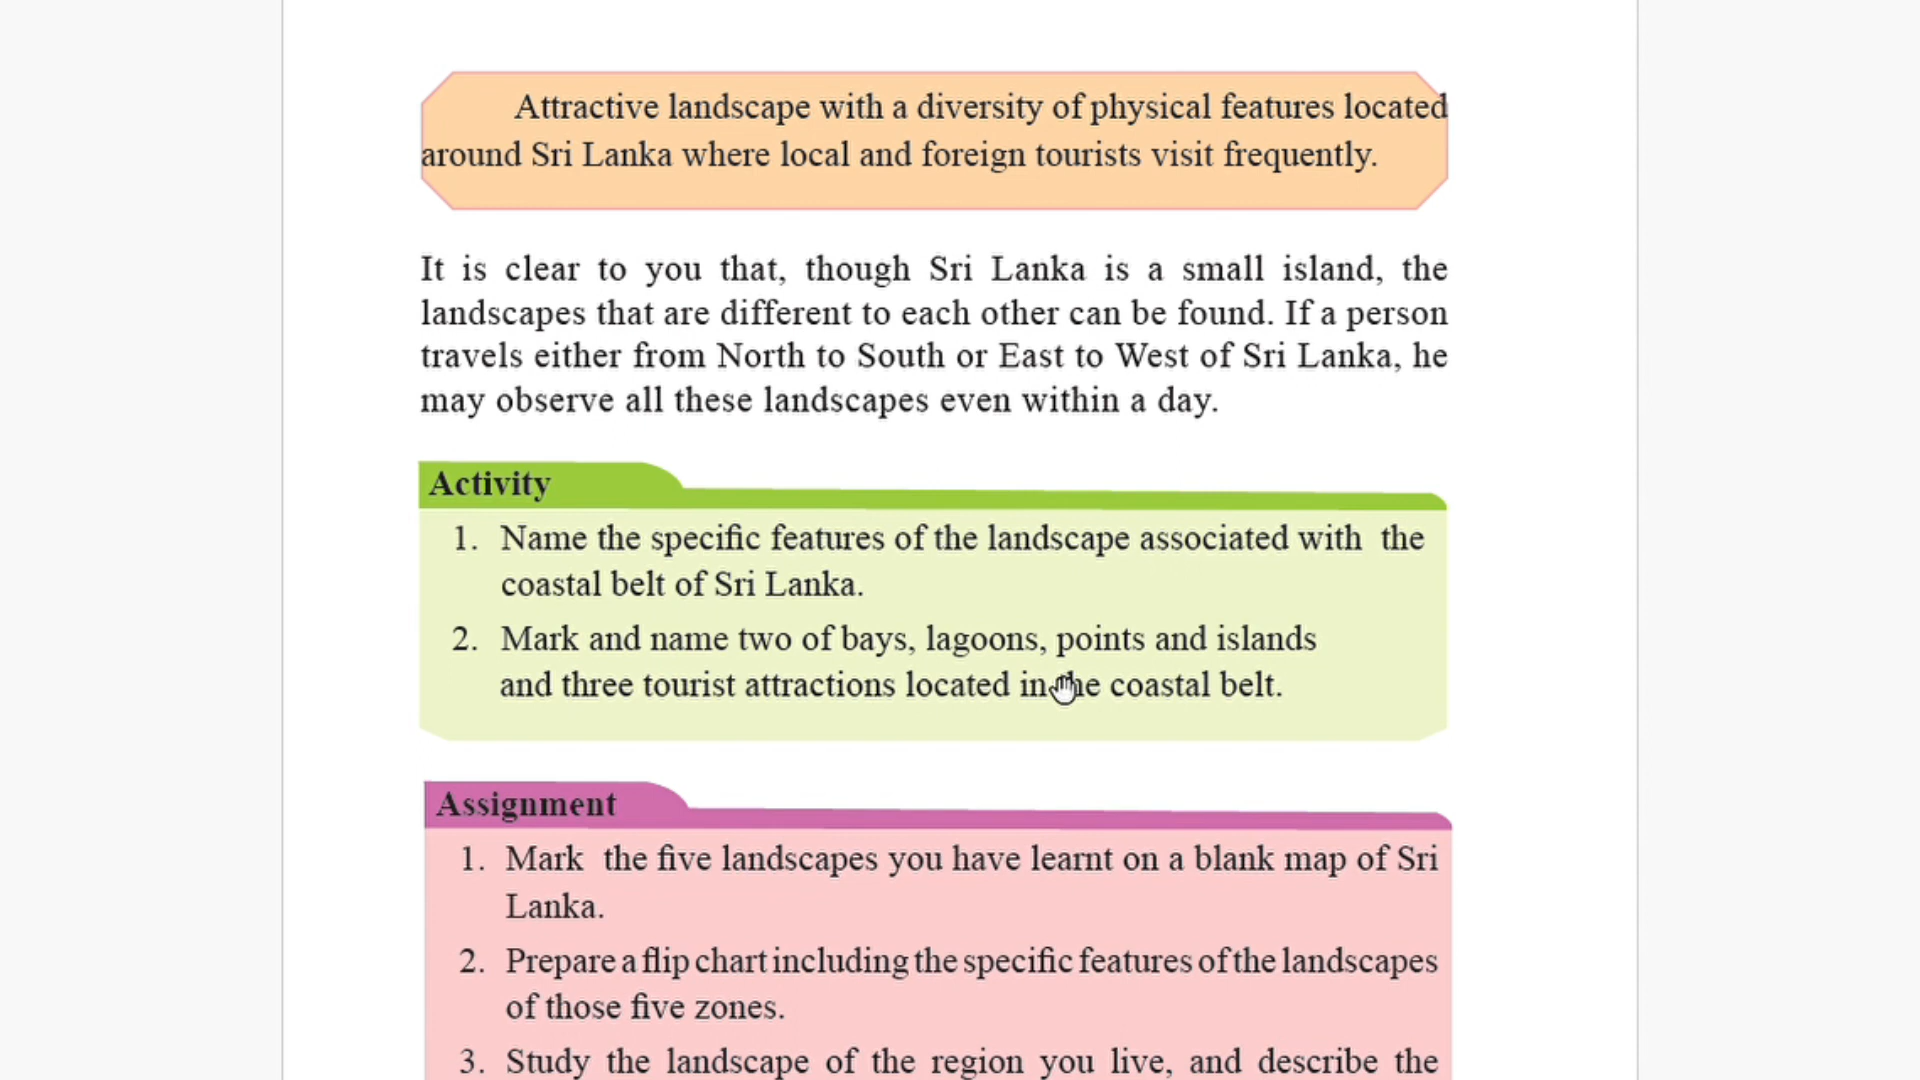 Attractive landscape with a diversity of physical features located
around Sri Lanka where local and foreign tourists visit frequently.
It is clear to you that, though Sri Lanka is a small island, the
landscapes that are different to each other can be found. If a person
travels either from North to South or East to West of Sri Lanka, he
may observe all these landscapes even within a day.
Activity
1. Name the specific features of the landscape associated with the
coastal belt of Sri Lanka.
2. Mark and name two of bays, lagoons, points and islands
and three tourist attractions located in the coastal belt.
Assignment
1. Mark the five landscapes you have learnt on a blank map of Sri
Lanka.
2. Prepare a flip chart including the specific features of the landscapes
of those five zones.
3. Study the landscape of the region you live, and describe the